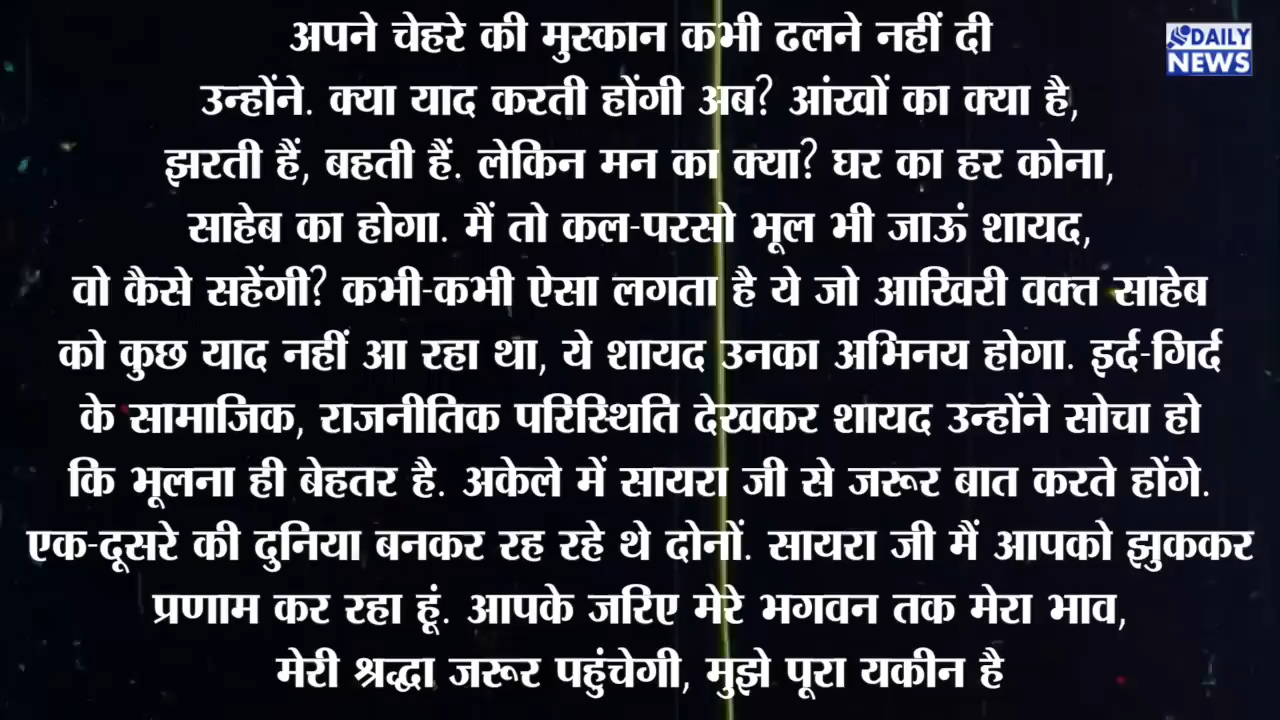 अपने चेहरे की मुस्कान कभी ढलने नहीं दी
उन्होंने. क्या याद करती होंगी अब? आंखों का क्या है,
झरती हैं, बहती हैं. लेकिन मन का क्या? घर का हर कोना,
साहेब का होगा. मैं तो कल-परसो भूल भी जाऊं शायद,
वो कैसे सहेंगी? कभी-कभी ऐसा लगता है ये जो आखिरी वक्त साहेब
को कुछ याद नहीं आ रहा था, ये शायद उनका अभिनय होगा. इर्द-गिर्द
के सामाजिक, राजनीतिक परिस्थिति देखकर शायद उन्होंने सोचा हो
कि भूलना ही बेहतर है. अकेले में सायरा जी से जरूर बात करते होंगे.
एक-दूसरे की दुनिया बनकर रह रहे थे दोनों. सायरा जी मैं आपको झुककर
प्रणाम कर रहा हूं. आपके जरिए मेरे भगवन तक मेरा भाव,
मेरी श्रद्धा जरूर पहुंचेगी, मुझे पूरा यकीन है
DAILY
NEWS